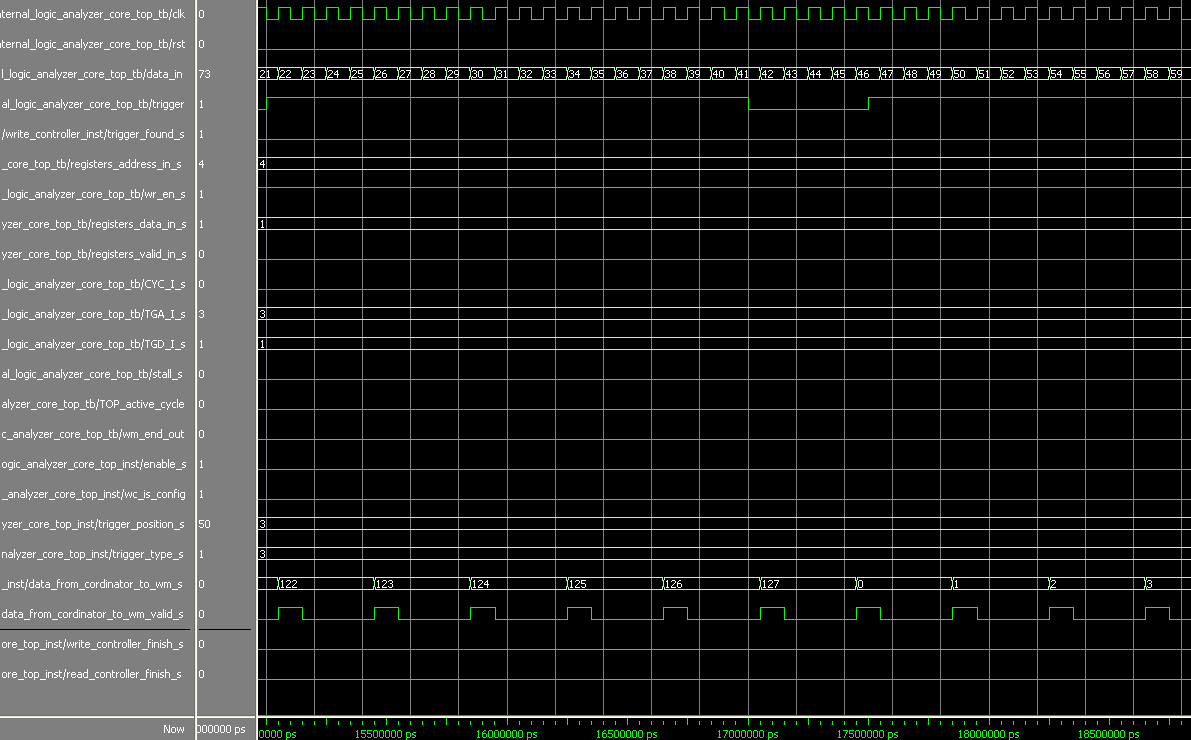 nternal_logic_analyzer_core_top_tb/clk 0
ternal_logic_analyzer_core_top_tb/rst 0
l_logic_analyzer_core_top_tb/data_in 73 21 22 23 24 25 26 27 28 29 30 31 32 33 34 35 36 37 38 39 40 41 42 43 44 45 46 47 48 49 50 51 52 53 54 55 56 57 58 59
al_logic_analyzer_core_top_tb/trigger 1
/write_controller_inst/trigger_found_s 1
_core_top_tb/registers_address_in_s 4 4
_logic_analyzer_core_top_tb/wr_en_s 1
yzer_core_top_tb/registers_data_in_s 1 1
yzer_core_top_tb/registers_valid_in_s 0
_logic_analyzer_core_top_tb/CYC_I_s 0
_logic_analyzer_core_top_tb/TGA_I_s 3 3
_logic_analyzer_core_top_tb/TGD_I_s 1 1
al_logic_analyzer_core_top_tb/stall_s 0
alyzer_core_top_tb/TOP_active_cycle 0
c_analyzer_core_top_tb/wm_end_out 0
ogic_analyzer_core_top_inst/enable_s 1
_analyzer_core_top_inst/wc_is_config 1
yzer_core_top_inst/trigger_position_s 50 3
nalyzer_core_top_inst/trigger_type_s 1 3
_inst/data_from_cordinator_to_wm_s 0 122 123 124 125 126 127 0 1 2 3
data_from_cordinator_to_wm_valid_s 0
ore_top_inst/write_controller_finish_s 0
ore_top_inst/read_controller_finish_s 0
Now 000000 ps 0000 ps 15500000 ps 16000000 ps 16500000 ps 17000000 ps 17500000 ps 18000000 ps 18500000 ps